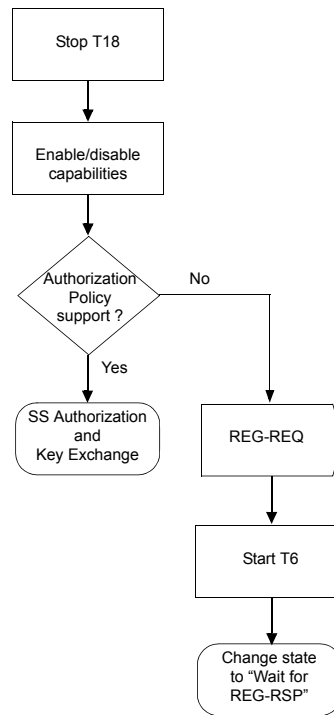 Stop T18
Enable/disable
capabilities
Authorization
Policy
support ?
No
Yes
SS Authorization
and
Key Exchange
REG-REQ
Start T6
Change state
to “Wait for
REG-RSP”